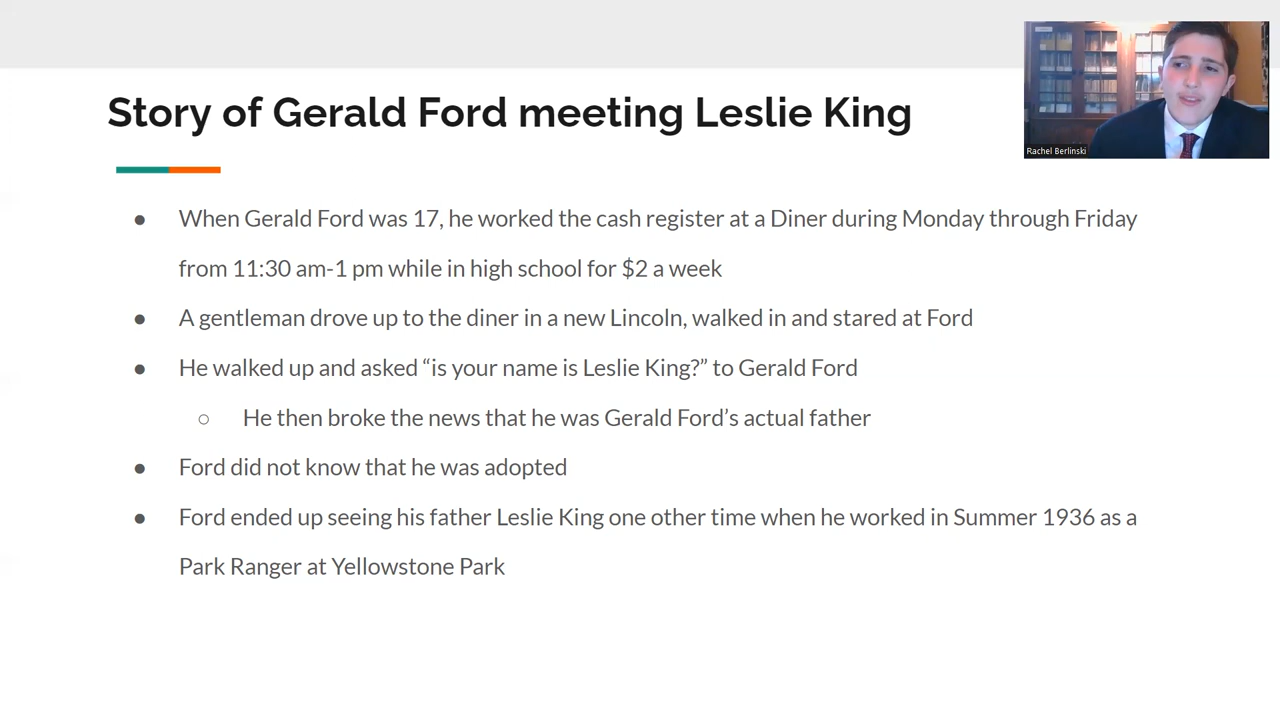 Story of Gerald Ford meeting Leslie King
Rachel Berlinski
● When Gerald Ford was 17, he worked the cash register at a Diner during Monday through Friday
from 11:30 am-1 pm while in high school for $2 a week
● A gentleman drove up to the diner in a new Lincoln, walked in and stared at Ford
● He walked up and asked “is your name is Leslie King?” to Gerald Ford
○ He then broke the news that he was Gerald Ford’s actual father
● Ford did not know that he was adopted
● Ford ended up seeing his father Leslie King one other time when he worked in Summer 1936 as a
Park Ranger at Yellowstone Park